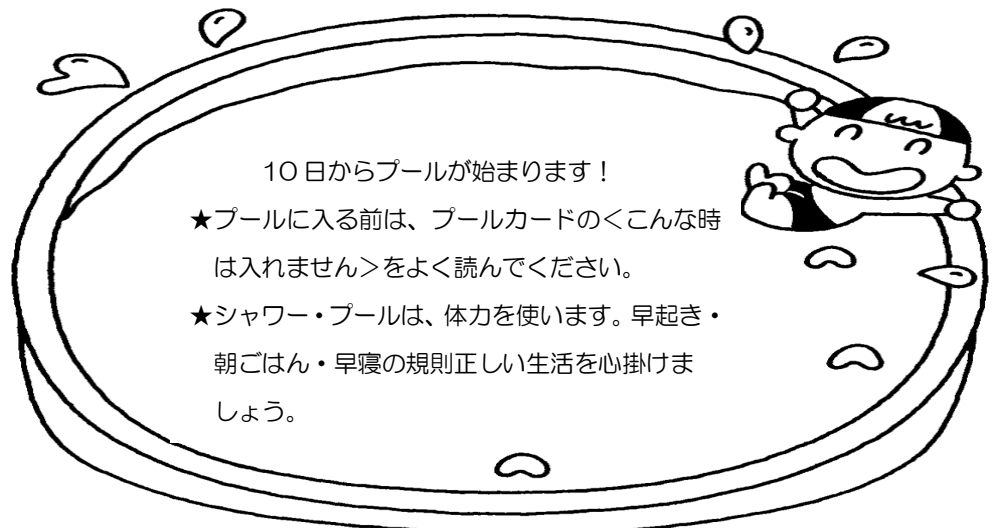 10日からプールが始まります！
★プールに入る前は、プールカードの＜こんな時
は入れません＞をよく読んでください。
★シャワー・プールは、体力を使います。早起き・
朝ごはん・早寝の規則正しい生活を心掛けま
しょう。